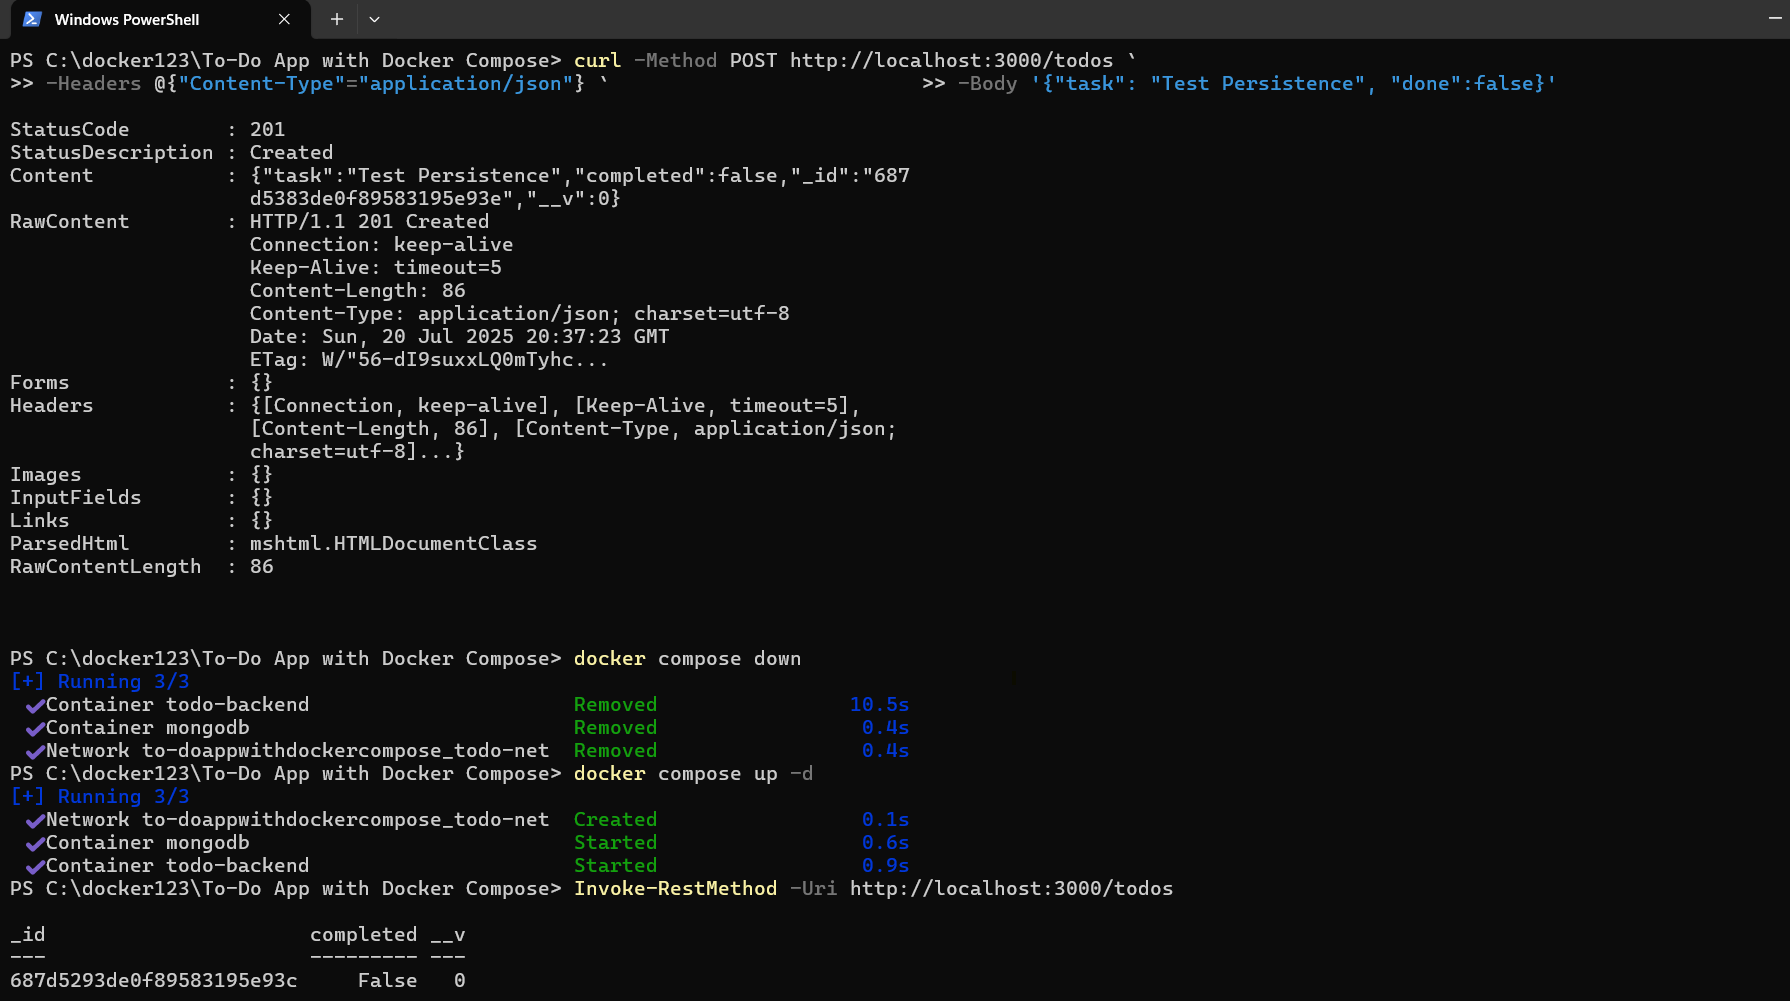 Windows PowerShell
PS C:\docker123\To-Do App with Docker Compose> curl -Method POST http://localhost:3000/todos `
>> -Headers @{"Content-Type"="application/json"} `                          >> -Body '{"task": "Test Persistence", "done":false}'
StatusCode        : 201
StatusDescription : Created
Content           : {"task":"Test Persistence","completed":false,"_id":"687
                    d5383de0f89583195e93e","__v":0}
RawContent        : HTTP/1.1 201 Created
                    Connection: keep-alive
                    Keep-Alive: timeout=5
                    Content-Length: 86
                    Content-Type: application/json; charset=utf-8
                    Date: Sun, 20 Jul 2025 20:37:23 GMT
                    ETag: W/"56-dI9suxxLQ0mTyhc...
Forms             : {}
Headers           : {[Connection, keep-alive], [Keep-Alive, timeout=5],
                    [Content-Length, 86], [Content-Type, application/json;
                    charset=utf-8]...}
Images            : {}
InputFields       : {}
Links             : {}
ParsedHtml        : mshtml.HTMLDocumentClass
RawContentLength  : 86
PS C:\docker123\To-Do App with Docker Compose> docker compose down
[+] Running 3/3
 ✔Container todo-backend                      Removed                10.5s
 ✔Container mongodb                           Removed                 0.4s
 ✔Network to-doappwithdockercompose_todo-net  Removed                 0.4s
PS C:\docker123\To-Do App with Docker Compose> docker compose up -d
[+] Running 3/3
 ✔Network to-doappwithdockercompose_todo-net  Created                 0.1s
 ✔Container mongodb                           Started                 0.6s
 ✔Container todo-backend                      Started                 0.9s
PS C:\docker123\To-Do App with Docker Compose> Invoke-RestMethod -Uri http://localhost:3000/todos
_id                      completed __v
---                      --------- ---
687d5293de0f89583195e93c     False   0